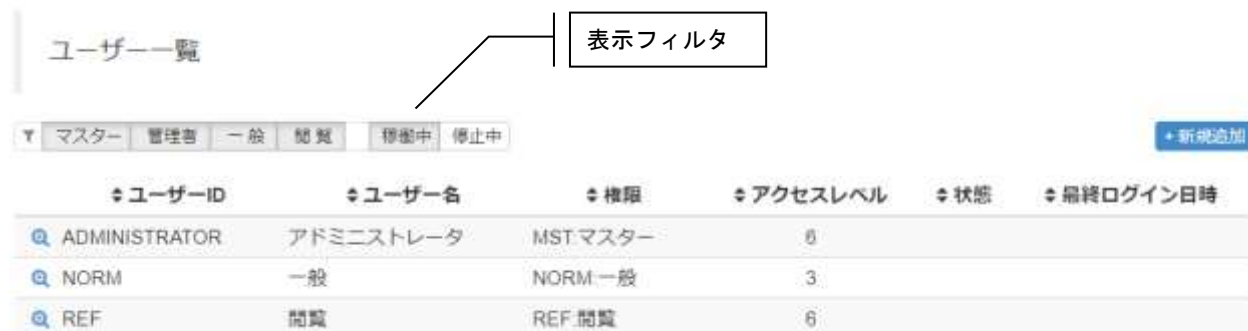 ユーザー一覧
表示フィルタ
マスター 管理者 一般 閲覧 稼働中 停止中
+新規追加
ユーザーID ユーザー名 権限 アクセスレベル 状態 最終ログイン日時
ADMINISTRATOR アドミニストレータ MST:マスター 6
NORM 一般 NORM:一般 3
REF 閲覧 REF:閲覧 6